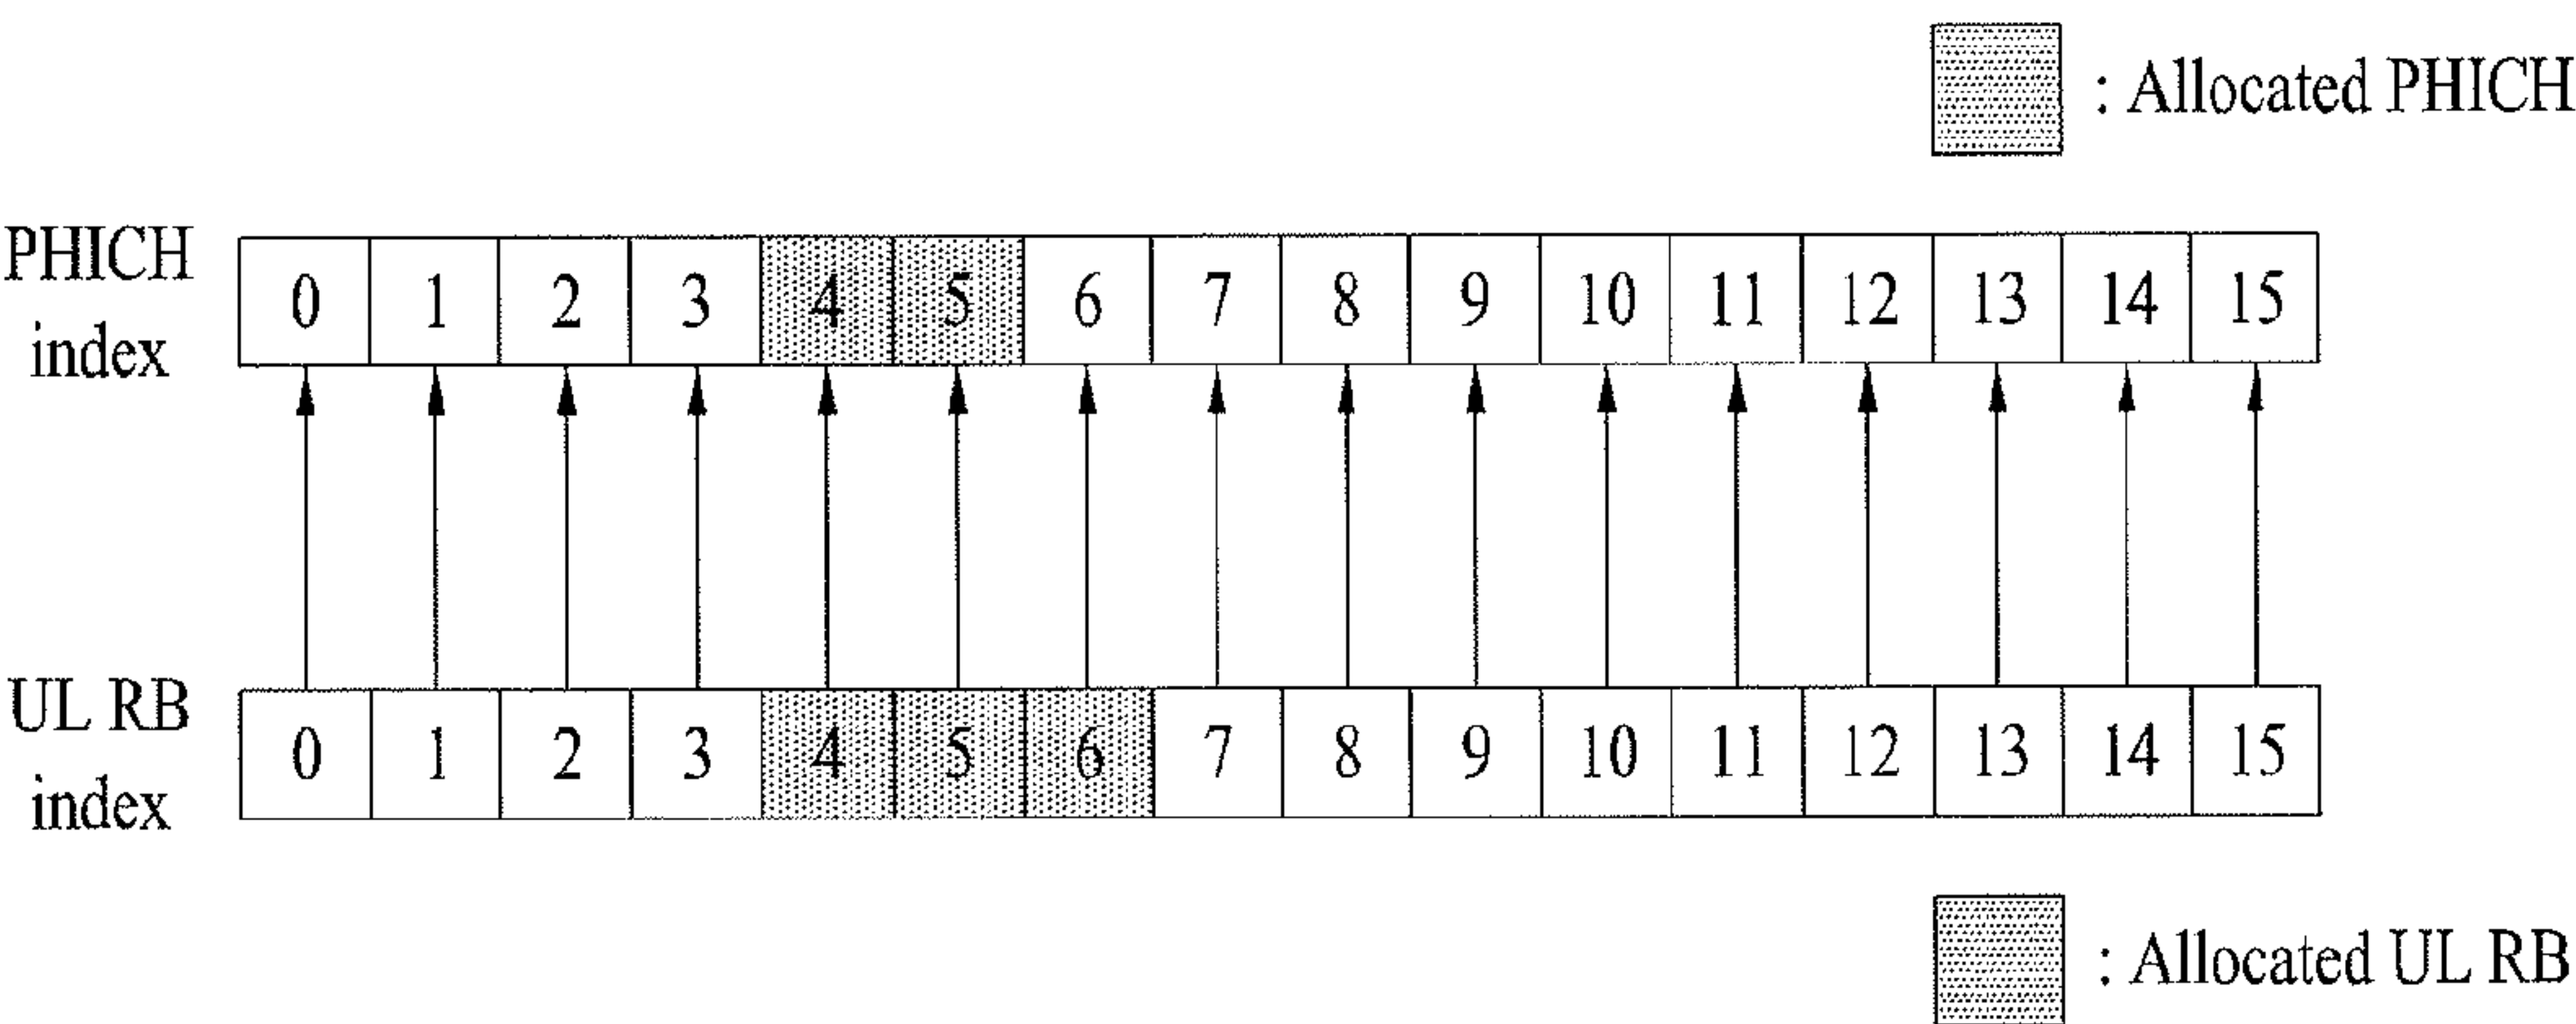 : Allocated PHICH
PHICH
index
0 1 2 3 4 5 6 7 8 9 10 11 12 13 14 15
UL RB
index
0 1 2 3 4 5 6 7 8 9 10 11 12 13 14 15
: Allocated UL RB